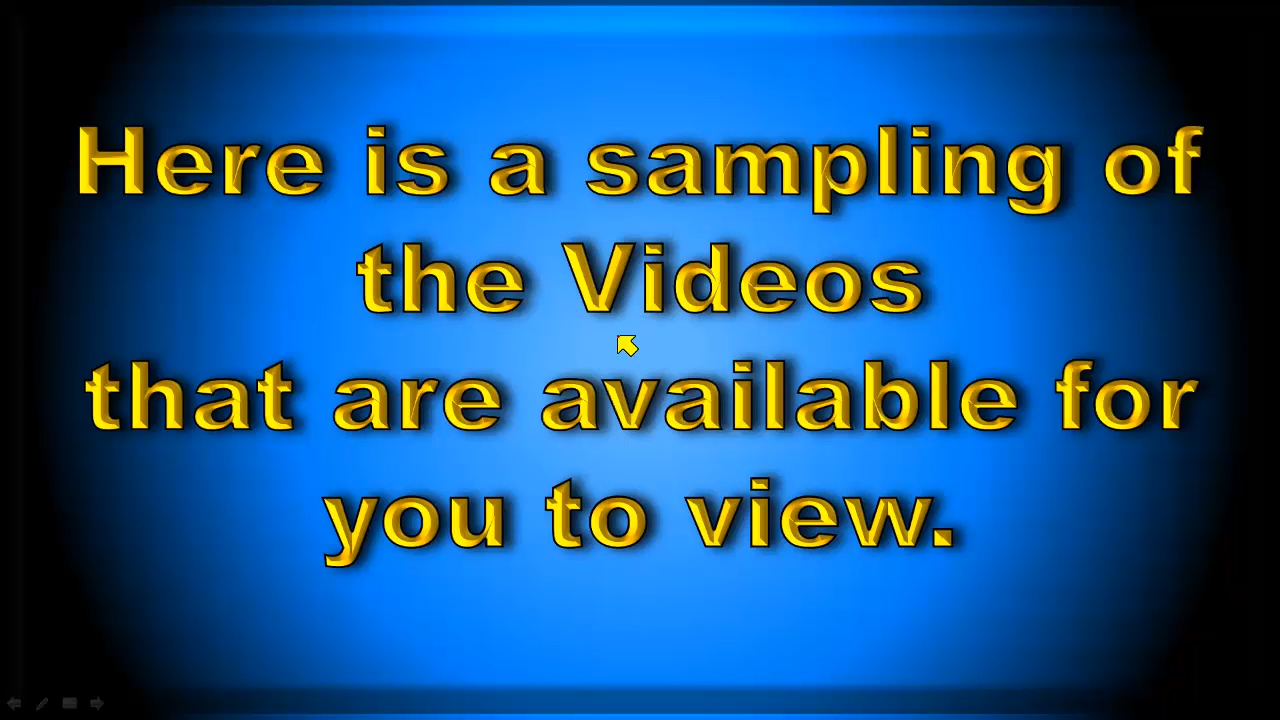 Here is a sampling of
the Videos
that are available for
you to view.